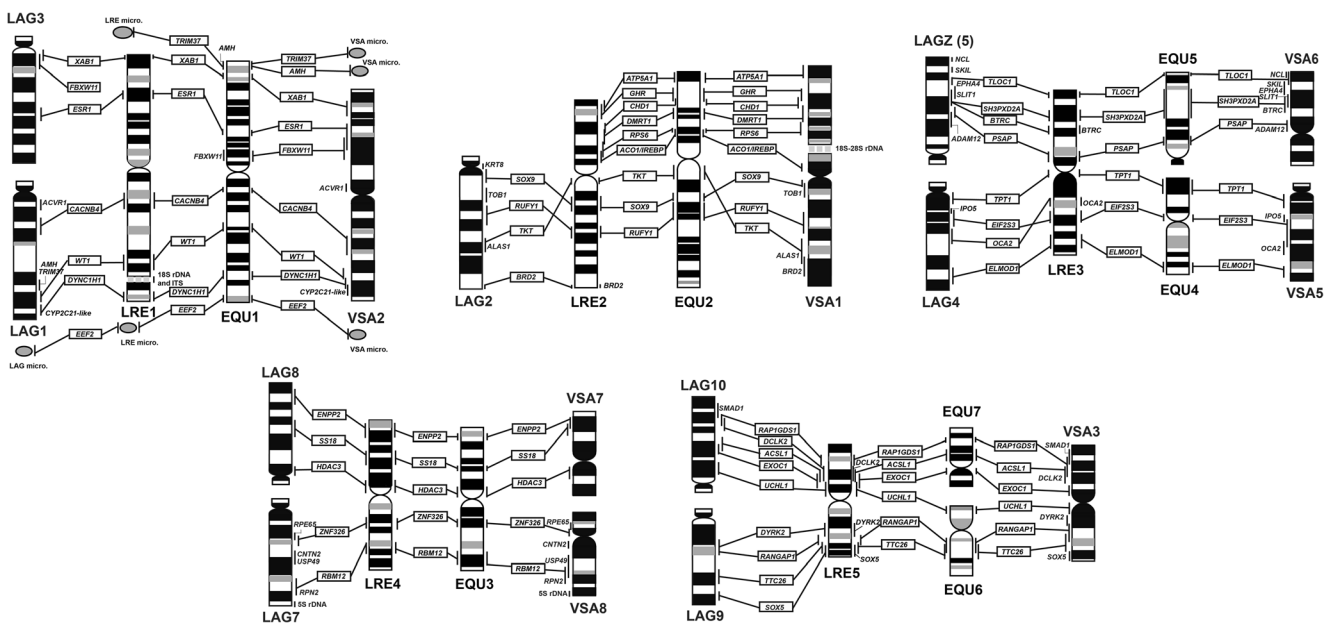 LAG3
LRE micro.
TRIM37
AMH
TRIM37
VSA micro.
AMH
VSA micro.
XAB1
XAB1
XAB1
FBXW11
ESR1
ESR1
ESR1
FBXW11
FBXW11
ACVR1
ACVR1
CACNB4
CACNB4
CACNB4
WT1
WT1
WT1
AMH
TRIM37
DYNC1H1
18S rDNA
and ITS
DYNC1H1
DYNC1H1
CYP2C21-like
CYP2C21-like
LAG1
LRE1
EQU1
VSA2
EEF2
EEF2
EEF2
LAG micro.
LRE micro.
VSA micro.
ATP5A1
ATP5A1
GHR
GHR
CHD1
CHD1
DMRT1
DMRT1
RPS6
RPS6
ACO1/IREBP
ACO1/IREBP
18S-28S rDNA
KRT8
SOX9
TKT
SOX9
TOB1
TOB1
RUFY1
SOX9
RUFY1
TKT
RUFY1
TKT
ALAS1
ALAS1
BRD2
BRD2
BRD2
LAG2
LRE2
EQU2
VSA1
LAGZ (5)
EQU5
VSA6
NCL
SKIL
EPHA4
SLIT1
TLOC1
TLOC1
TLOC1
NCL
SKIL
EPHA4
SLIT1
SH3PXD2A
SH3PXD2A
SH3PXD2A
BTRC
BTRC
BTRC
ADAM12
PSAP
PSAP
PSAP
ADAM12
TPT1
TPT1
TPT1
IPO5
OCA2
EIF2S3
EIF2S3
EIF2S3
IPO5
OCA2
OCA2
ELMOD1
ELMOD1
ELMOD1
LAG4
LRE3
EQU4
VSA5
LAG8
VSA7
ENPP2
ENPP2
ENPP2
SS18
SS18
SS18
HDAC3
HDAC3
HDAC3
RPE65
ZNF326
ZNF326
ZNF326
RPE65
CNTN2
USP49
CNTN2
RBM12
RBM12
RBM12
USP49
RPN2
RPN2
5S rDNA
5S rDNA
LAG7
LRE4
EQU3
VSA8
LAG10
EQU7
VSA3
SMAD1
RAP1GDS1
RAP1GDS1
RAP1GDS1
SMAD1
DCLK2
DCLK2
ACSL1
ACSL1
ACSL1
DCLK2
EXOC1
EXOC1
EXOC1
UCHL1
UCHL1
UCHL1
DYRK2
DYRK2
DYRK2
RANGAP1
RANGAP1
RANGAP1
TTC26
TTC26
TTC26
SOX5
SOX5
SOX5
LAG9
LRE5
EQU6